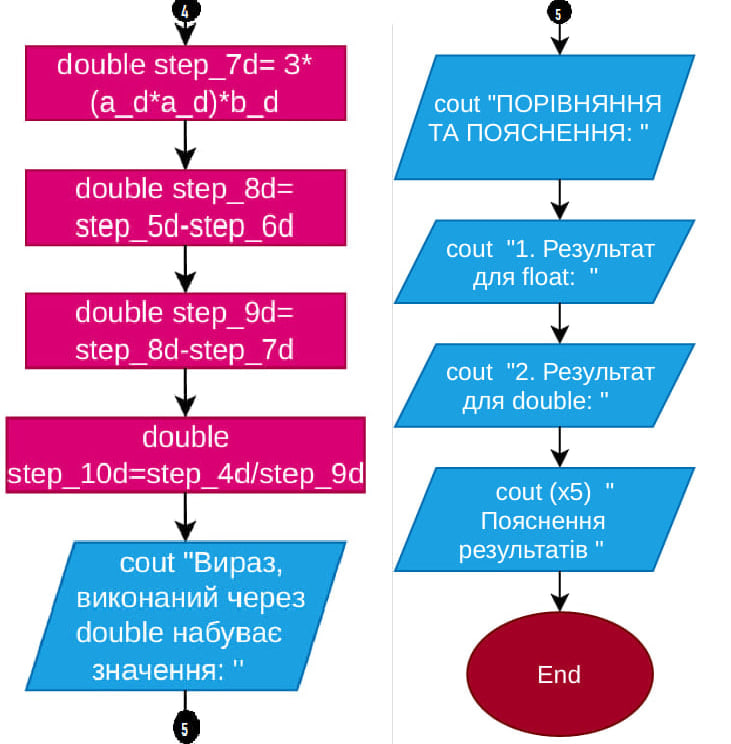 4
double step_7d= 3*
(a_d*a_d)*b_d
double step_8d=
step_5d-step_6d
double step_9d=
step_8d-step_7d
double
step_10d=step_4d/step_9d
cout "Вираз,
виконаний через
double набуває
значення: "
5
5
cout "ПОРІВНЯННЯ
ТА ПОЯСНЕННЯ: "
cout "1. Результат
для float: "
cout "2. Результат
для double: "
cout (x5) "
Пояснення
результатів "
End